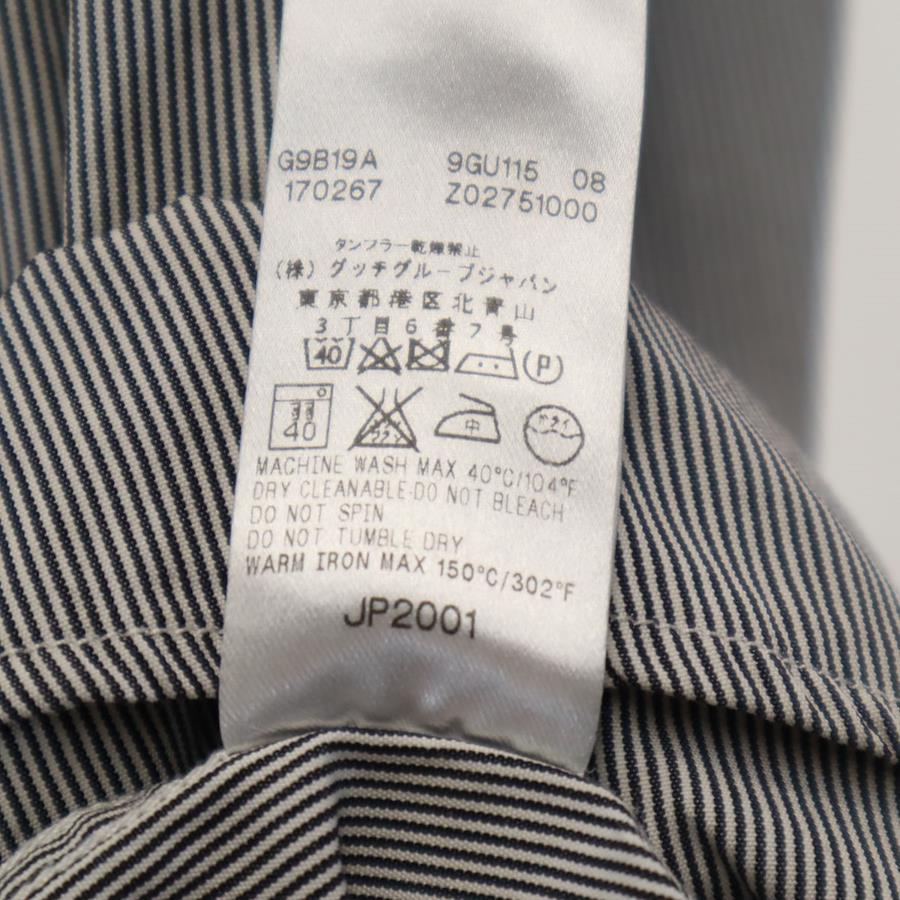 G9B19A 9GU115 08
170267 Z02751000
タンブラー乾燥禁止
(株) グッチグループジャパン
東京都港区北青山
3丁目6番7号
40 P
40 中
MACHINE WASH MAX 40°C/104°F
DRY CLEANABLE-DO NOT BLEACH
DO NOT SPIN
DO NOT TUMBLE DRY
WARM IRON MAX 150°C/302°F
JP2001